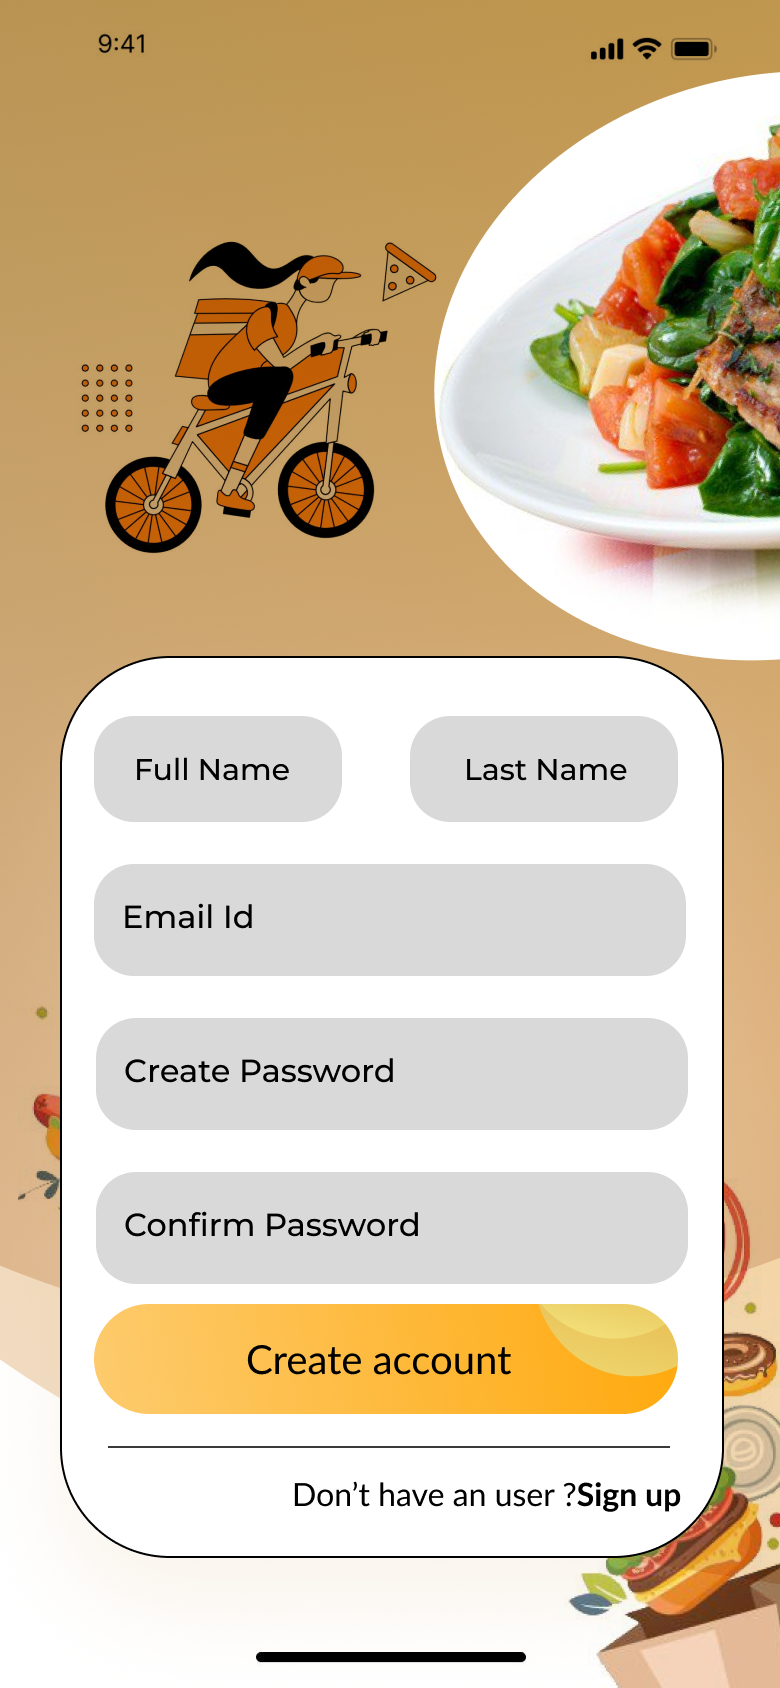 9:41
Full Name
Last Name
Email Id
Create Password
Confirm Password
Create account
Don’t have an user ?Sign up